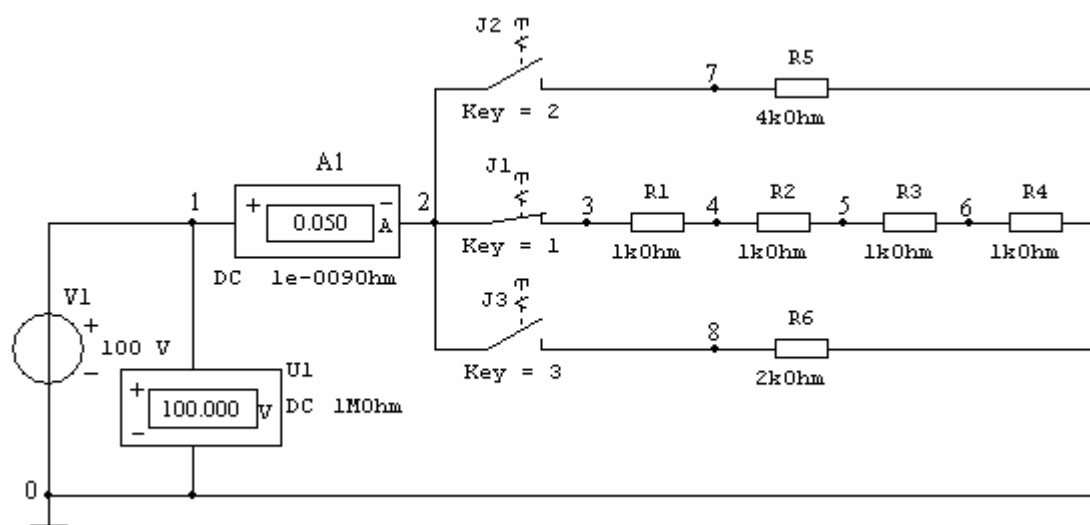 J2
7
R5
Key = 2
4kOhm
A1
J1
1
+
0.050
−
A
2
3
R1
4
R2
5
R3
6
R4
Key = 1
1kOhm
1kOhm
1kOhm
1kOhm
DC 1e-009Ohm
J3
V1
+
100 V
−
8
R6
U1
Key = 3
2kOhm
+
100.000
V
DC 1MOhm
−
0